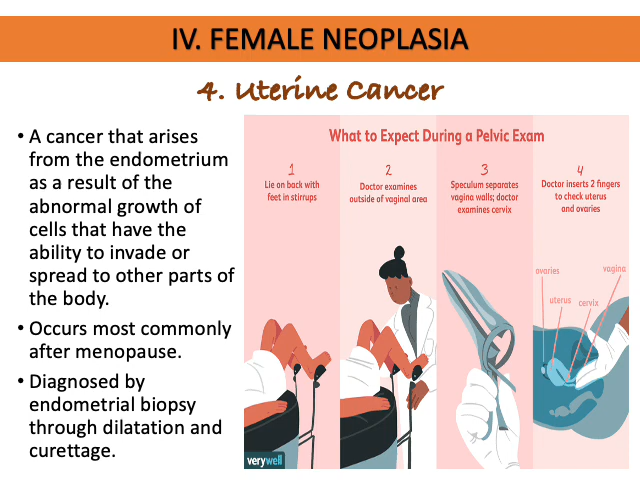 IV. FEMALE NEOPLASIA
4. Uterine Cancer
• A cancer that arises
from the endometrium
as a result of the
abnormal growth of
cells that have the
ability to invade or
spread to other parts of
the body.
• Occurs most commonly
after menopause.
• Diagnosed by
endometrial biopsy
through dilatation and
curettage.
What to Expect During a Pelvic Exam
1
Lie on back with
feet in stirrups
2
Doctor examines
outside of vaginal area
3
Speculum separates
vagina walls; doctor
examines cervix
4
Doctor inserts 2 fingers
to check uterus
and ovaries
ovaries
vagina
uterus
cervix
verywell